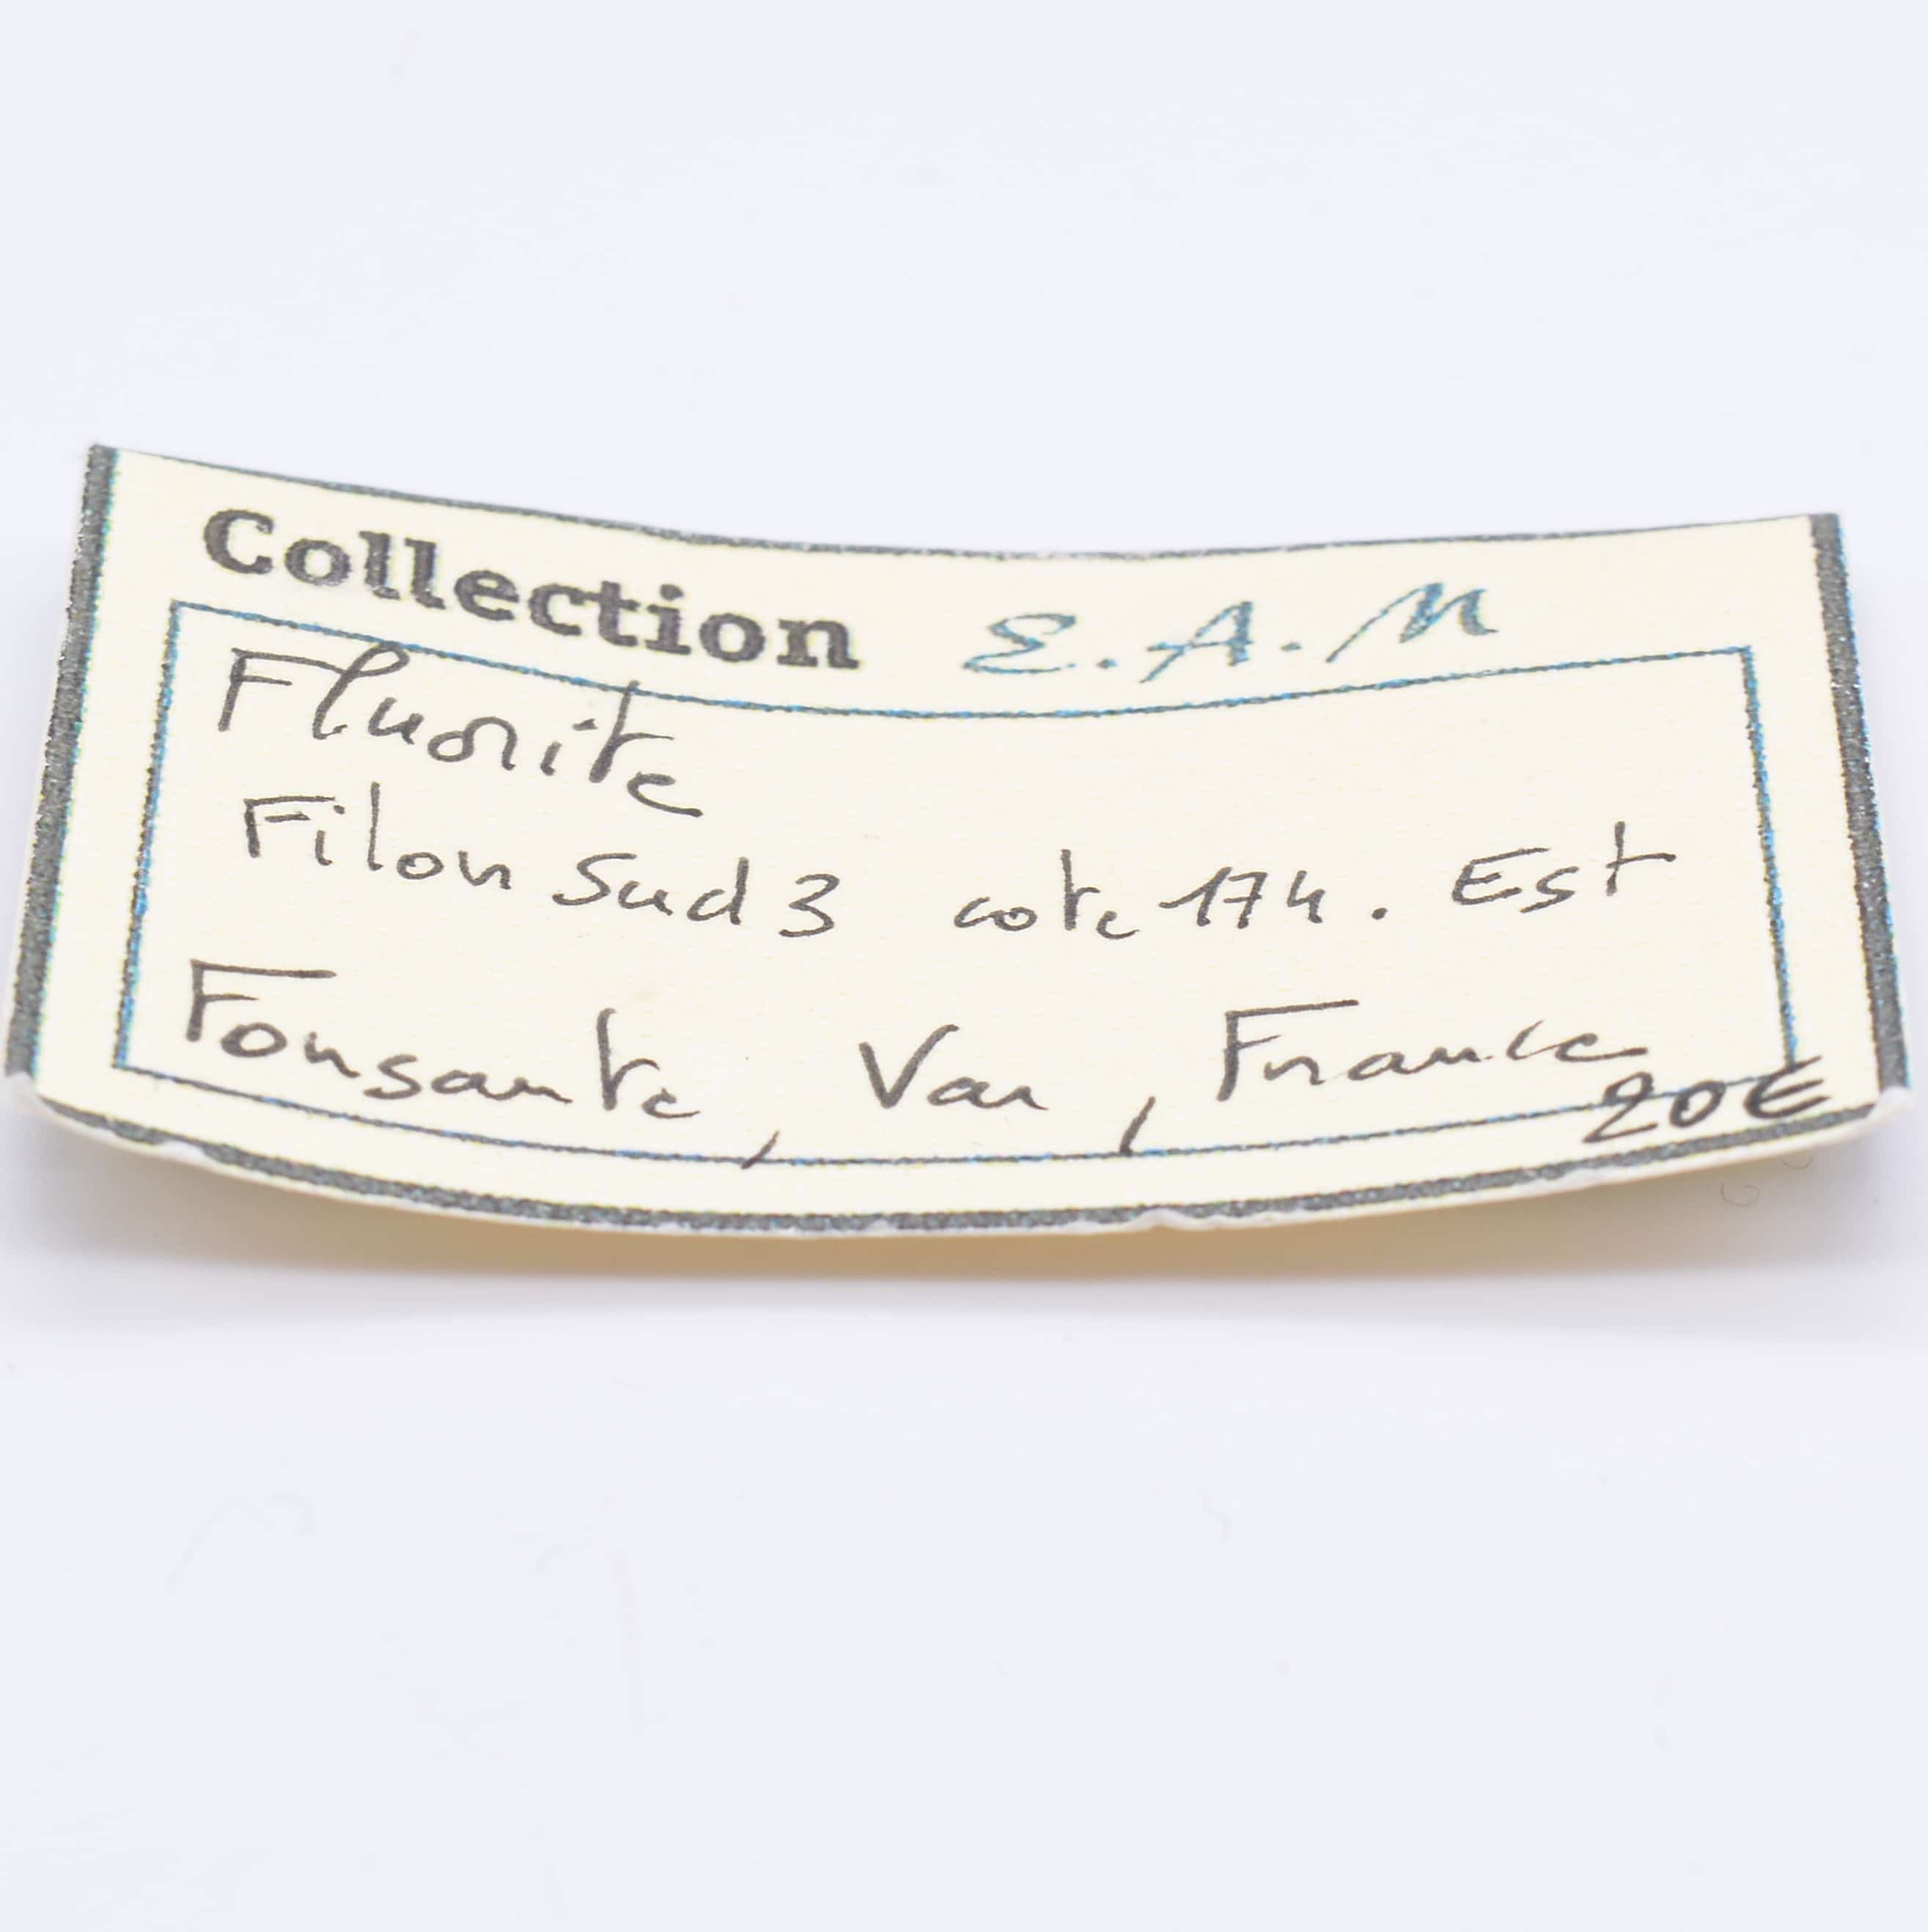 Collection E.A.M
Fluorite
Filon Sud 3 cote 174. Est
Fonsante, Var, France
20€